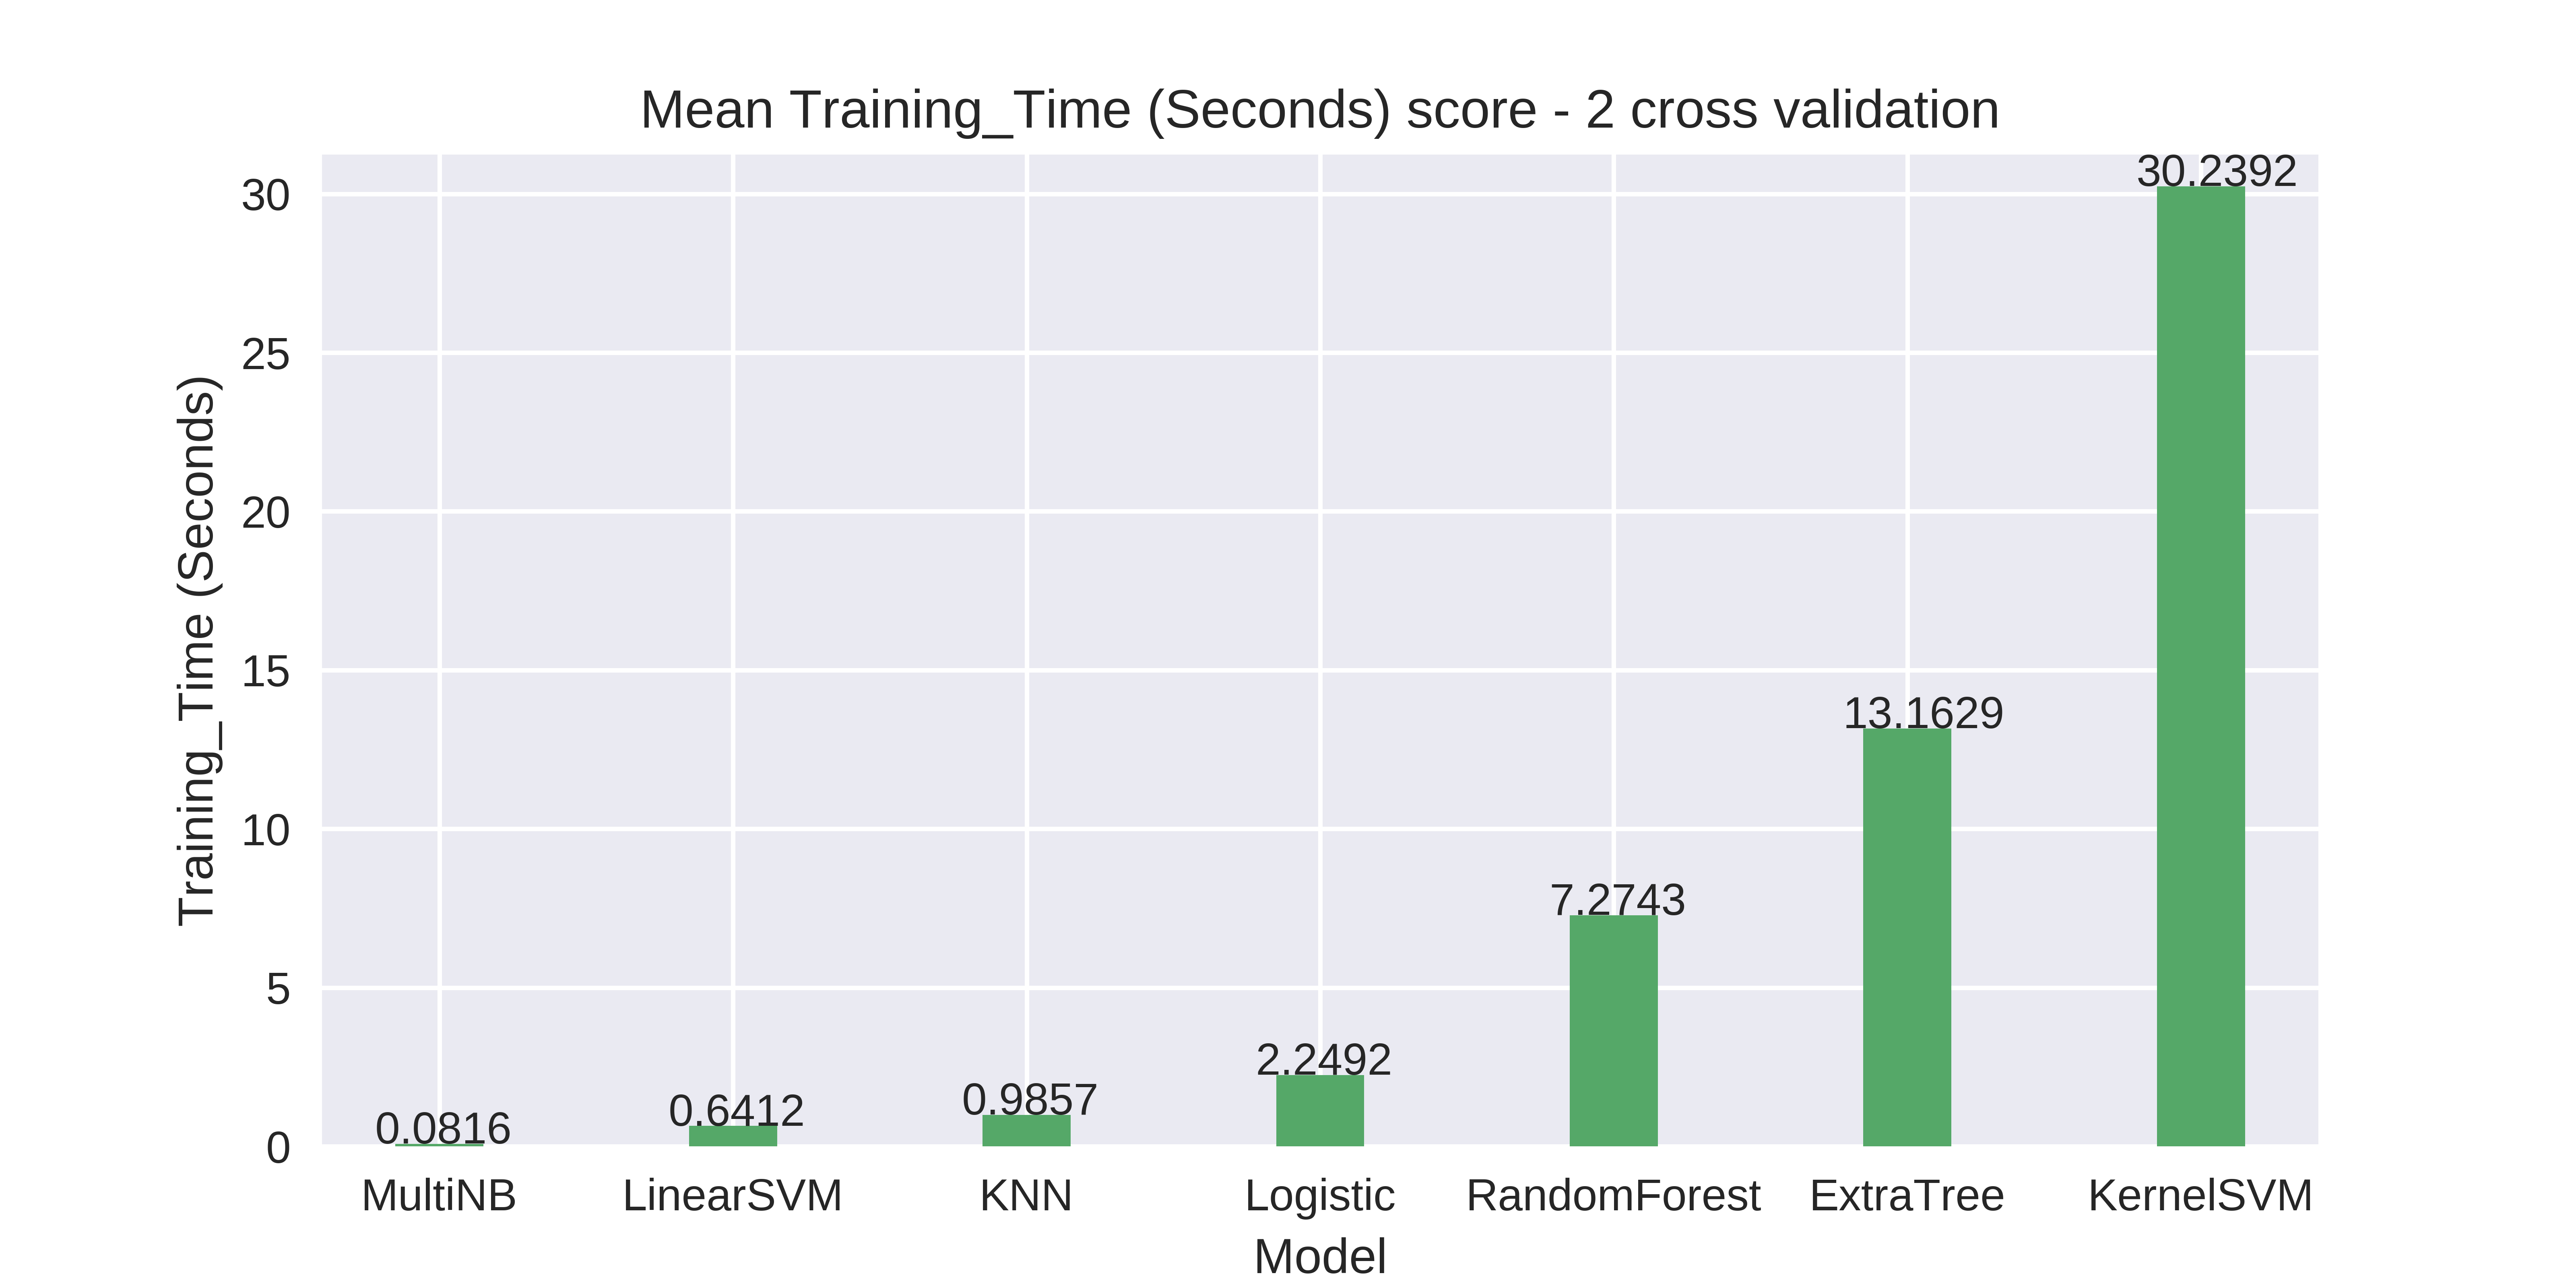 Mean Training_Time (Seconds) score - 2 cross validation
Training_Time (Seconds)
30
25
20
15
10
5
0
0.0816
0.6412
0.9857
2.2492
7.2743
13.1629
30.2392
MultiNB
LinearSVM
KNN
Logistic
RandomForest
ExtraTree
KernelSVM
Model